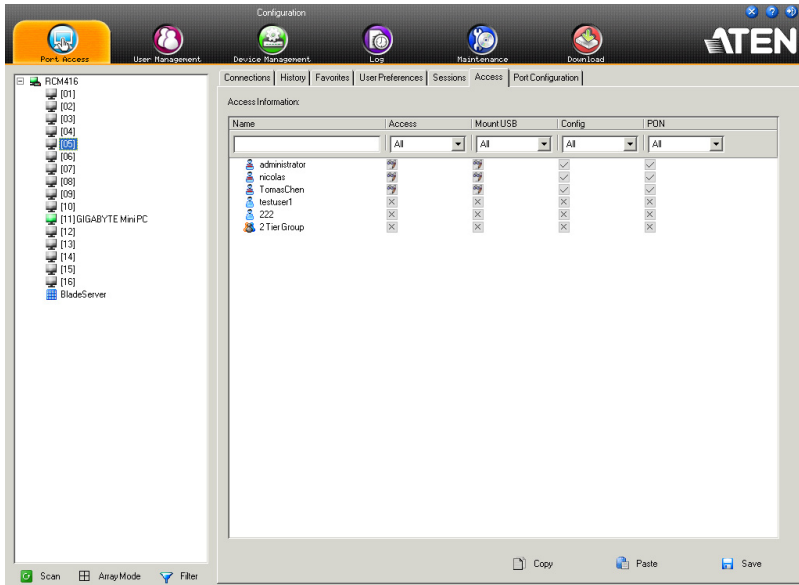 Configuration
Port Access
User Management
Device Management
Log
Maintenance
Download
ATEN
RCM416
[01]
[02]
[03]
[04]
[05]
[06]
[07]
[08]
[09]
[10]
[11]GIGABYTE MiniPC
[12]
[13]
[14]
[15]
[16]
BladeServer
Connections History Favorites User Preferences Sessions Access Port Configuration
Access Information:
Name Access Mount USB Config PON
All All All All
administrator
nicolas
TomasChen
testuser1
222
2 Tier Group
Scan Array Mode Filter
Copy Paste Save